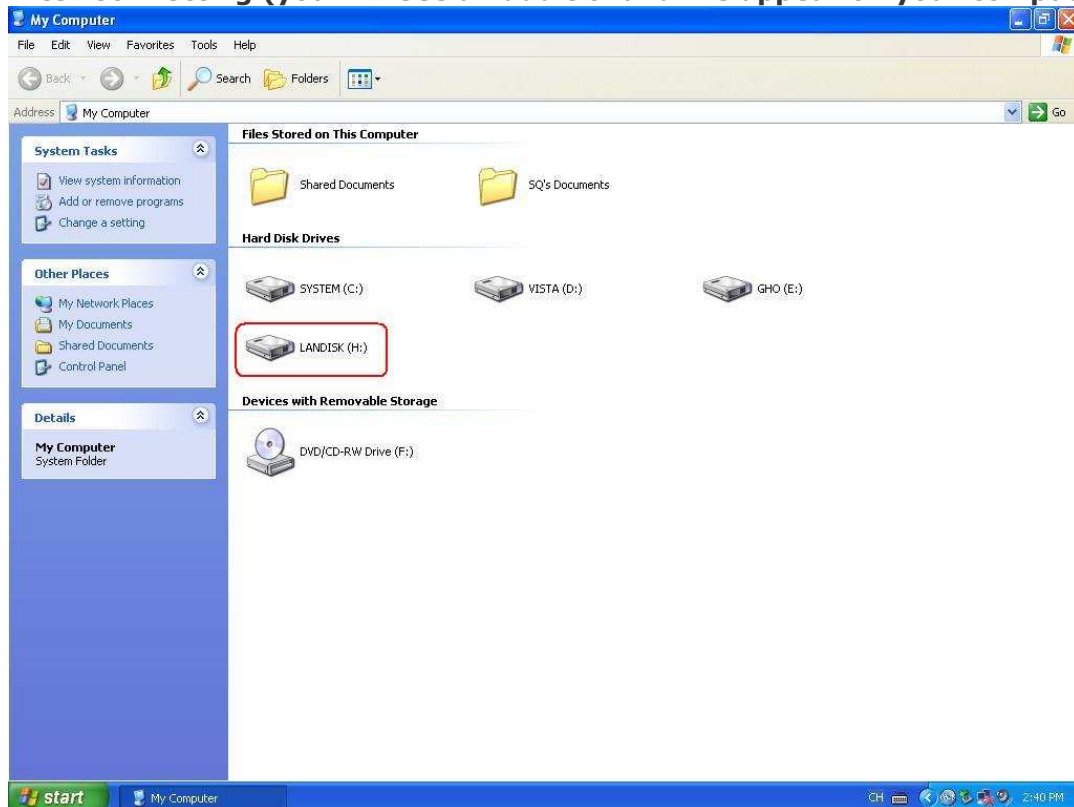 My Computer
File Edit View Favorites Tools Help
Back Search Folders
Address My Computer Go
Files Stored on This Computer
System Tasks
View system information
Add or remove programs
Change a setting
Shared Documents SQ's Documents
Hard Disk Drives
Other Places
My Network Places
My Documents
Shared Documents
Control Panel
SYSTEM (C:) VISTA (D:) GHO (E:)
LANDISK (H:)
Devices with Removable Storage
Details
My Computer
System Folder
DVD/CD-RW Drive (F:)
start My Computer CH 2:40 PM